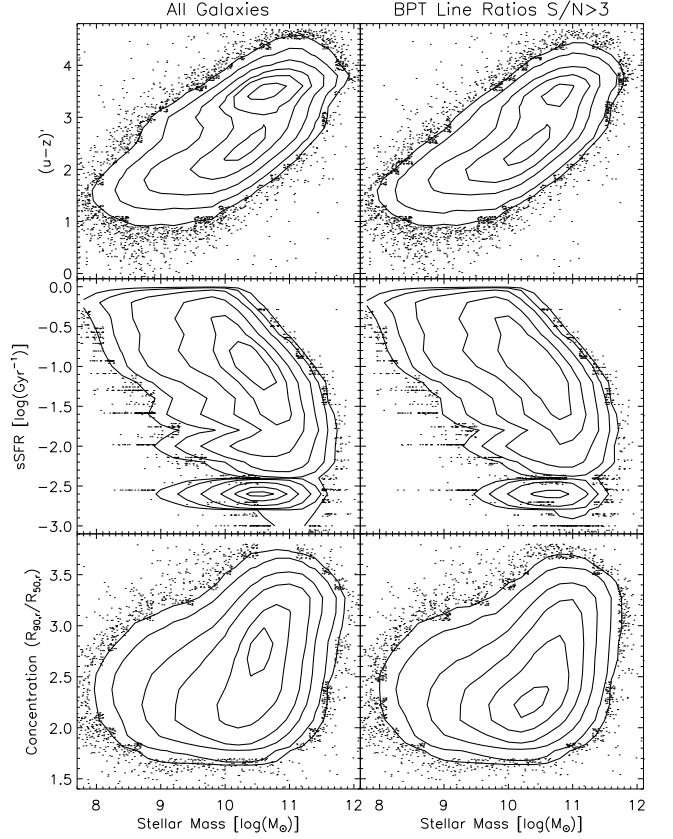 All Galaxies
BPT Line Ratios S/N>3
4
3
2
1
0
(u−z)'
0.0
−0.5
−1.0
−1.5
−2.0
−2.5
−3.0
sSFR [log(Gyr⁻¹)]
3.5
3.0
2.5
2.0
1.5
Concentration (R₉₀,ᵣ/R₅₀,ᵣ)
8 9 10 11 12
8 9 10 11 12
Stellar Mass [log(M☉)]
Stellar Mass [log(M☉)]